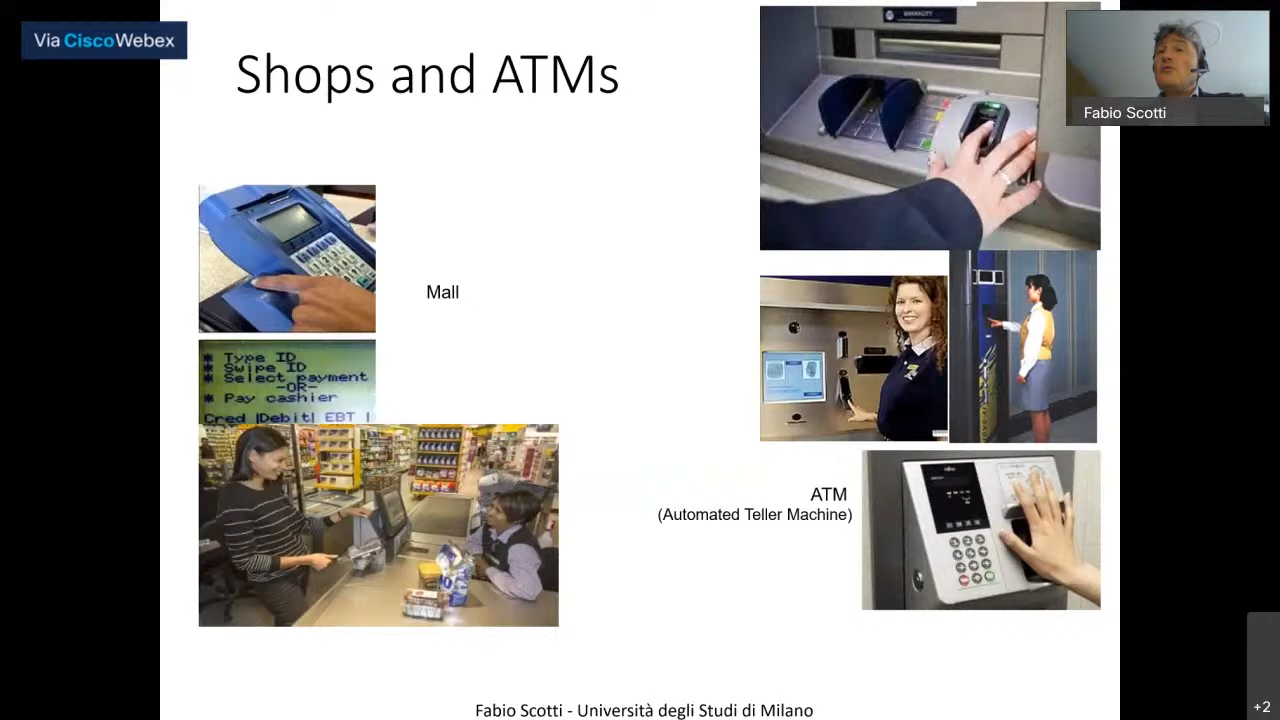 Via CiscoWebex
Shops and ATMs
Fabio Scotti
Mall
* Type ID
* Swipe ID
* Select payment
-OR-
* Pay cashier
Cred |Debit| EBT |
ATM
(Automated Teller Machine)
Fabio Scotti - Università degli Studi di Milano
+2